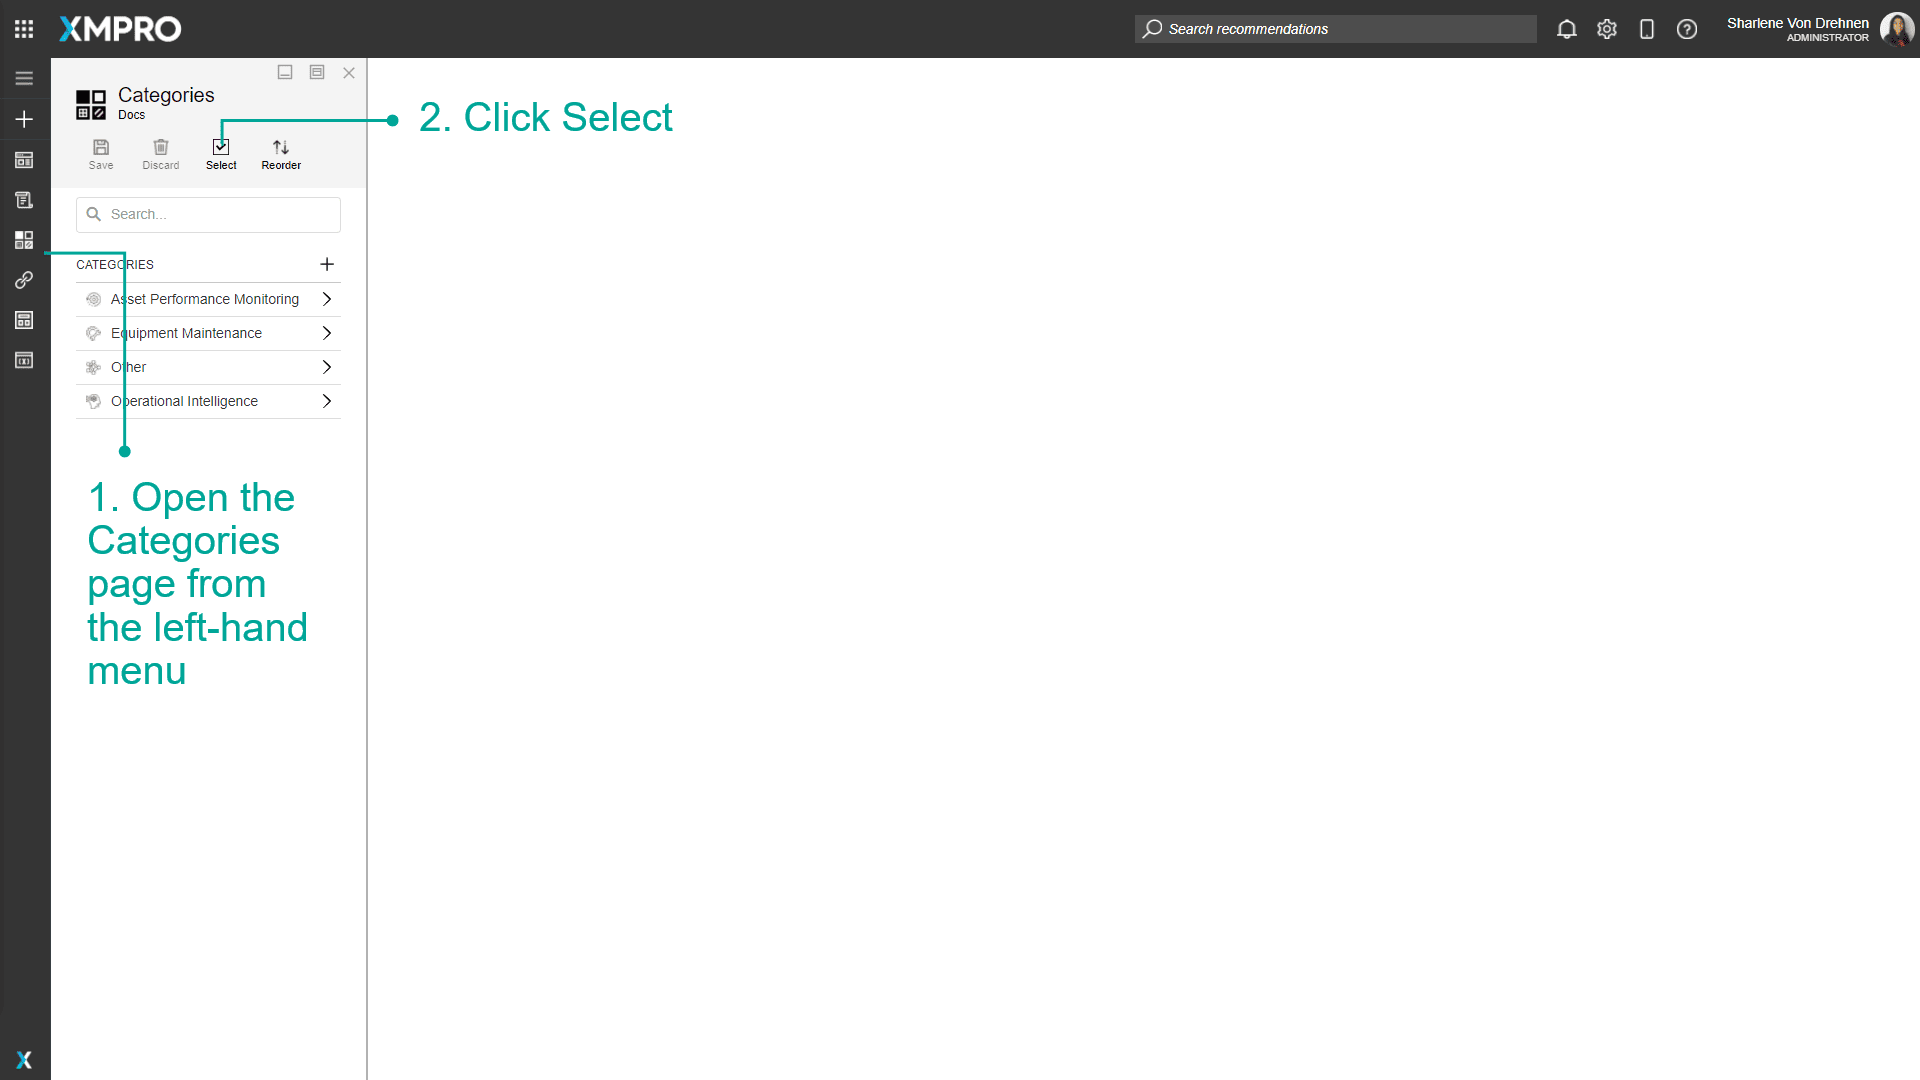 XMPRO
Search recommendations
Sharlene Von Drehnen
ADMINISTRATOR
Categories
Docs
Save
Discard
Select
Reorder
2. Click Select
Search...
CATEGORIES
Asset Performance Monitoring
Equipment Maintenance
Other
Operational Intelligence
1. Open the
Categories
page from
the left-hand
menu